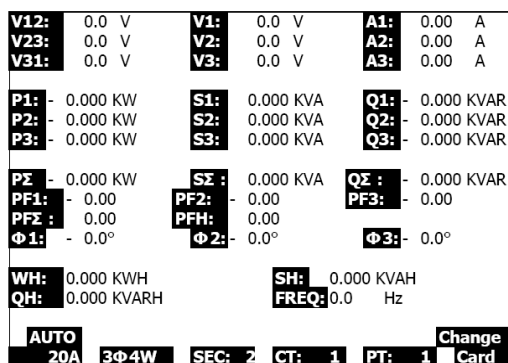 V12: 0.0 V V1: 0.0 V A1: 0.00 A
V23: 0.0 V V2: 0.0 V A2: 0.00 A
V31: 0.0 V V3: 0.0 V A3: 0.00 A
P1: - 0.000 KW S1: 0.000 KVA Q1: - 0.000 KVAR
P2: - 0.000 KW S2: 0.000 KVA Q2: - 0.000 KVAR
P3: - 0.000 KW S3: 0.000 KVA Q3: - 0.000 KVAR
PΣ - 0.000 KW SΣ : 0.000 KVA QΣ : - 0.000 KVAR
PF1: - 0.00 PF2: - 0.00 PF3: - 0.00
PFΣ : 0.00 PFH: 0.00
Φ1: - 0.0° Φ2: - 0.0° Φ3: - 0.0°
WH: 0.000 KWH SH: 0.000 KVAH
QH: 0.000 KVARH FREQ: 0.0 Hz
AUTO Change
20A 3Φ4W SEC: 2 CT: 1 PT: 1 Card